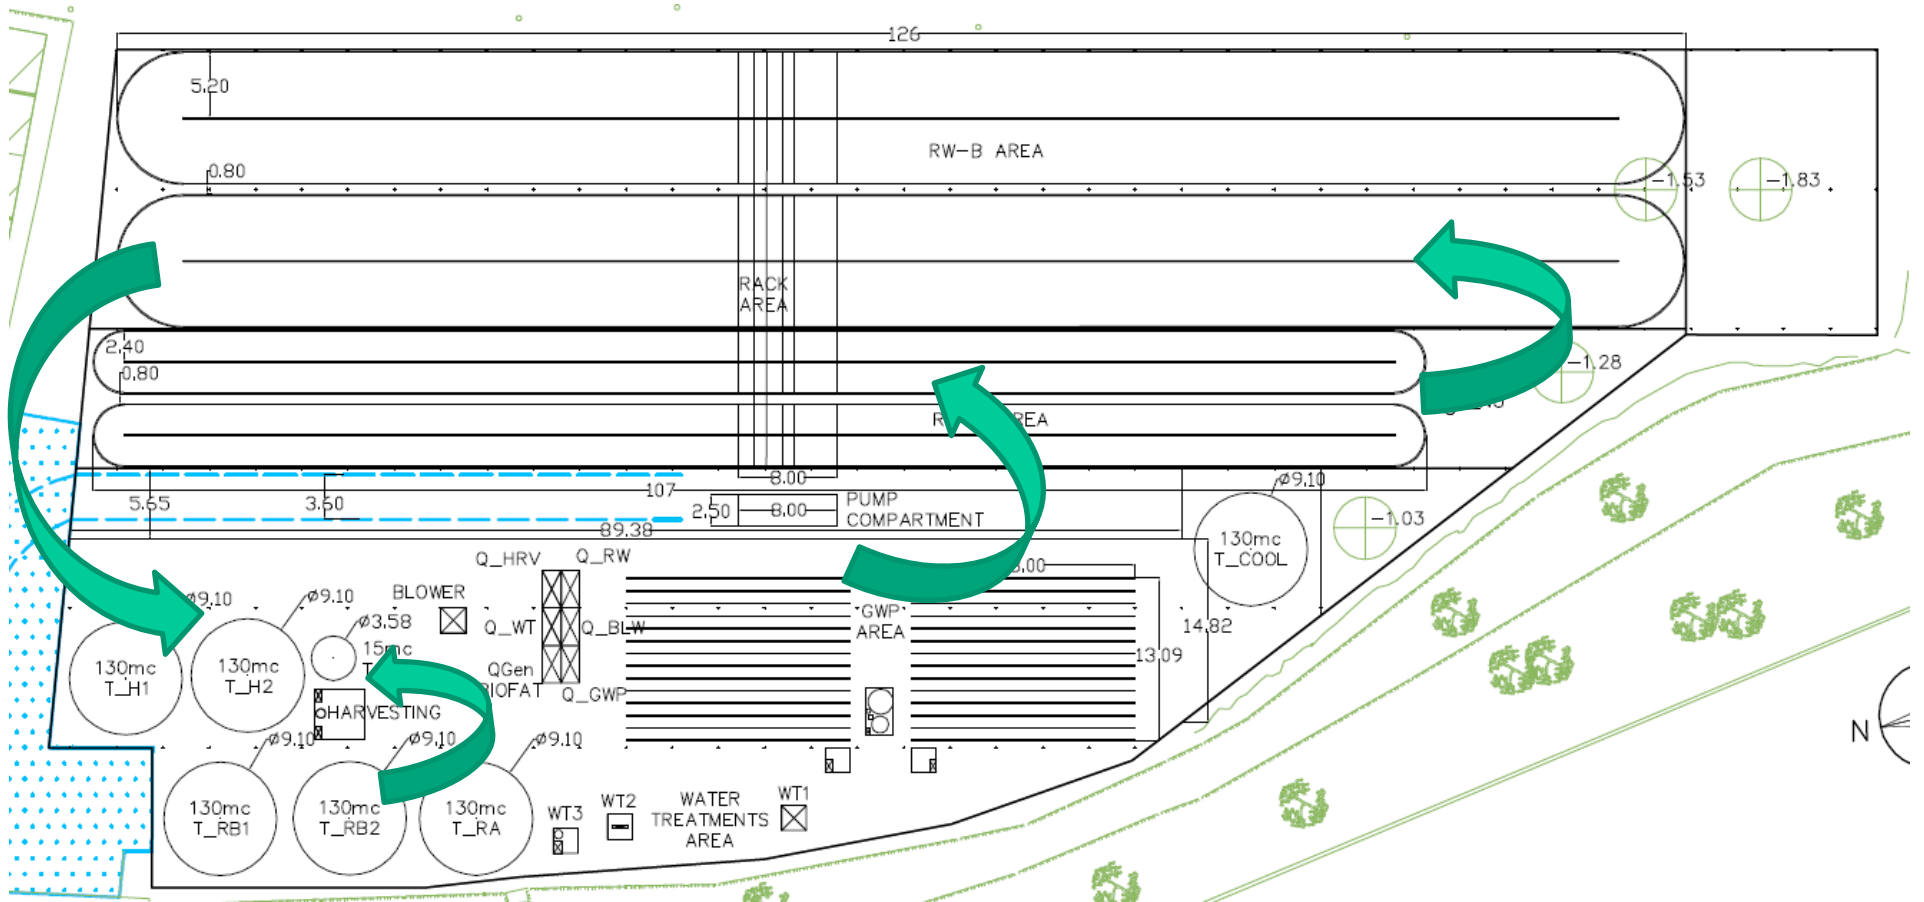 126
5.20
RW-B AREA
0.80
-1.53
-1.83
RACK
AREA
2.40
0.80
-1.28
5.65
3.60
107
8.00
2.50
8.00
PUMP
COMPARTMENT
89.38
ø9.10
-1.03
130mc
T_COOL
Q_HRV
Q_RW
BLOWER
ø9.10
ø9.10
ø3.58
15mc
Q_WT
Q_BLW
GWP
AREA
14.82
13.09
130mc
T_H1
130mc
T_H2
QGen
Q_GWP
HARVESTING
ø9.10
ø9.10
ø9.10
130mc
T_RB1
130mc
T_RB2
130mc
T_RA
WT3
WT2
WATER
TREATMENTS
AREA
WT1
N